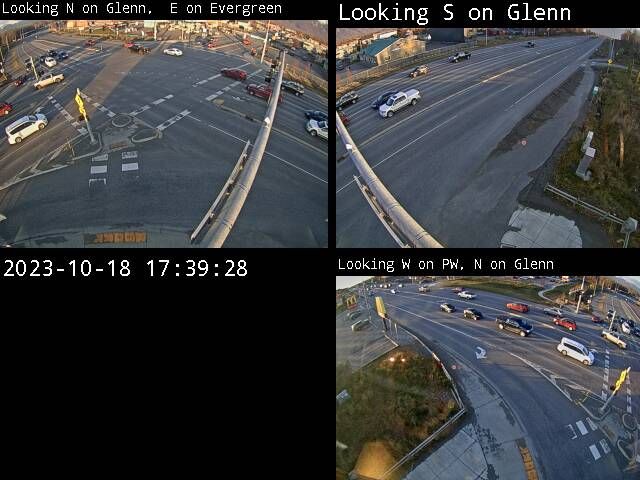 Looking N on Glenn,  E on Evergreen
Looking S on Glenn
2023-10-18 17:39:28
Looking W on PW, N on Glenn